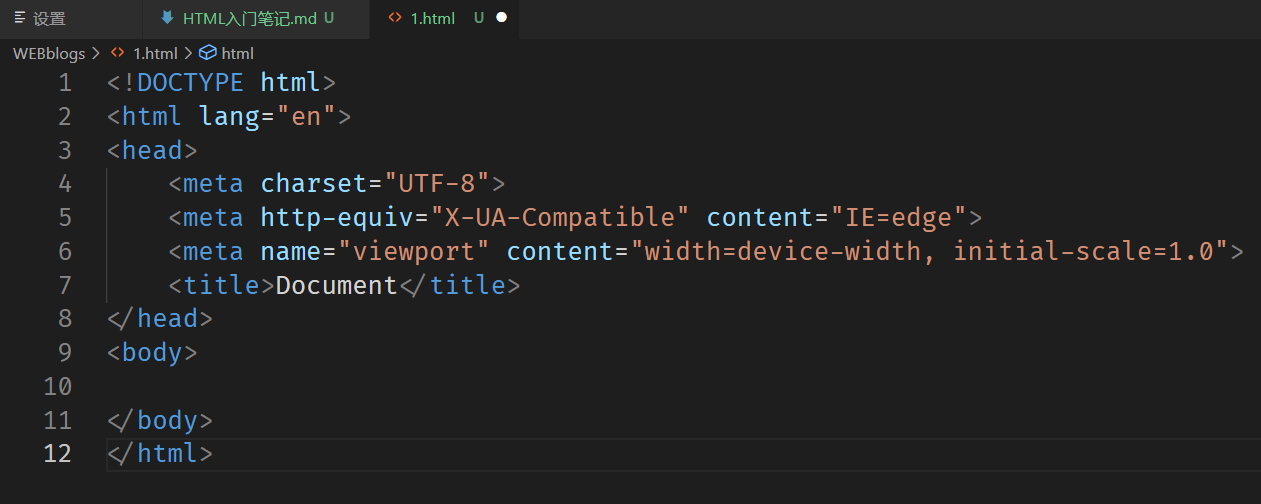 设置 HTML入门笔记.md U 1.html U
WEBblogs > 1.html > html
1 <!DOCTYPE html>
2 <html lang="en">
3 <head>
4     <meta charset="UTF-8">
5     <meta http-equiv="X-UA-Compatible" content="IE=edge">
6     <meta name="viewport" content="width=device-width, initial-scale=1.0">
7     <title>Document</title>
8 </head>
9 <body>
10
11 </body>
12 </html>